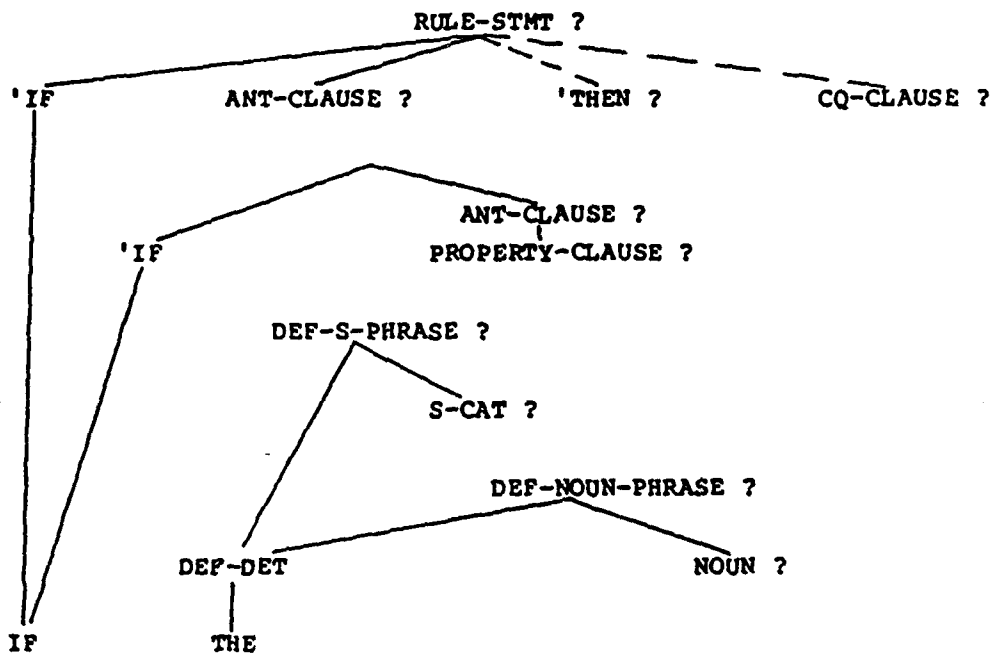 RULE-STMT ?
'IF ANT-CLAUSE ? 'THEN ? CQ-CLAUSE ?
ANT-CLAUSE ?
'IF PROPERTY-CLAUSE ?
DEF-S-PHRASE ?
S-CAT ?
DEF-NOUN-PHRASE ?
DEF-DET NOUN ?
IF THE